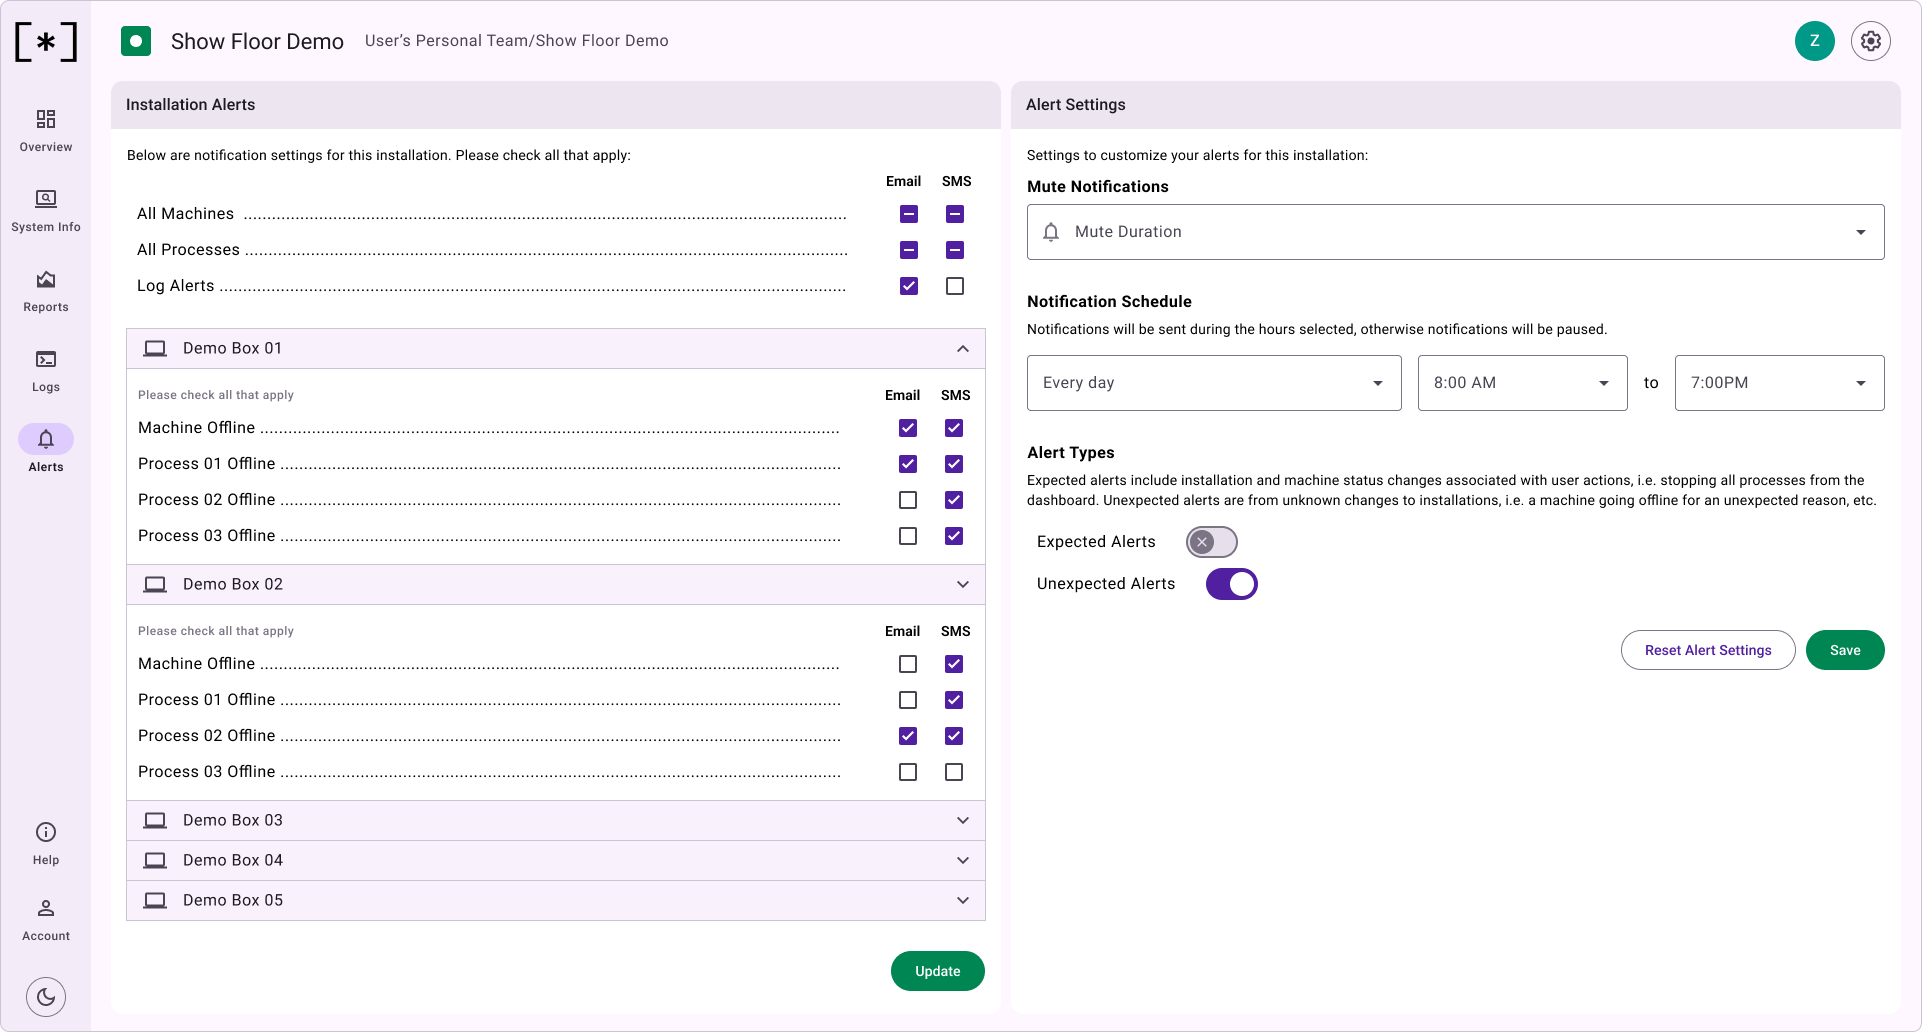 [*]
Show Floor Demo
User’s Personal Team/Show Floor Demo
Z
Overview
System Info
Reports
Logs
Alerts
Help
Account
Installation Alerts
Below are notification settings for this installation. Please check all that apply:
Email SMS
All Machines
All Processes
Log Alerts
Demo Box 01
Please check all that apply
Email SMS
Machine Offline
Process 01 Offline
Process 02 Offline
Process 03 Offline
Demo Box 02
Please check all that apply
Email SMS
Machine Offline
Process 01 Offline
Process 02 Offline
Process 03 Offline
Demo Box 03
Demo Box 04
Demo Box 05
Update
Alert Settings
Settings to customize your alerts for this installation:
Mute Notifications
Mute Duration
Notification Schedule
Notifications will be sent during the hours selected, otherwise notifications will be paused.
Every day 8:00 AM to 7:00PM
Alert Types
Expected alerts include installation and machine status changes associated with user actions, i.e. stopping all processes from the
dashboard. Unexpected alerts are from unknown changes to installations, i.e. a machine going offline for an unexpected reason, etc.
Expected Alerts
Unexpected Alerts
Reset Alert Settings
Save